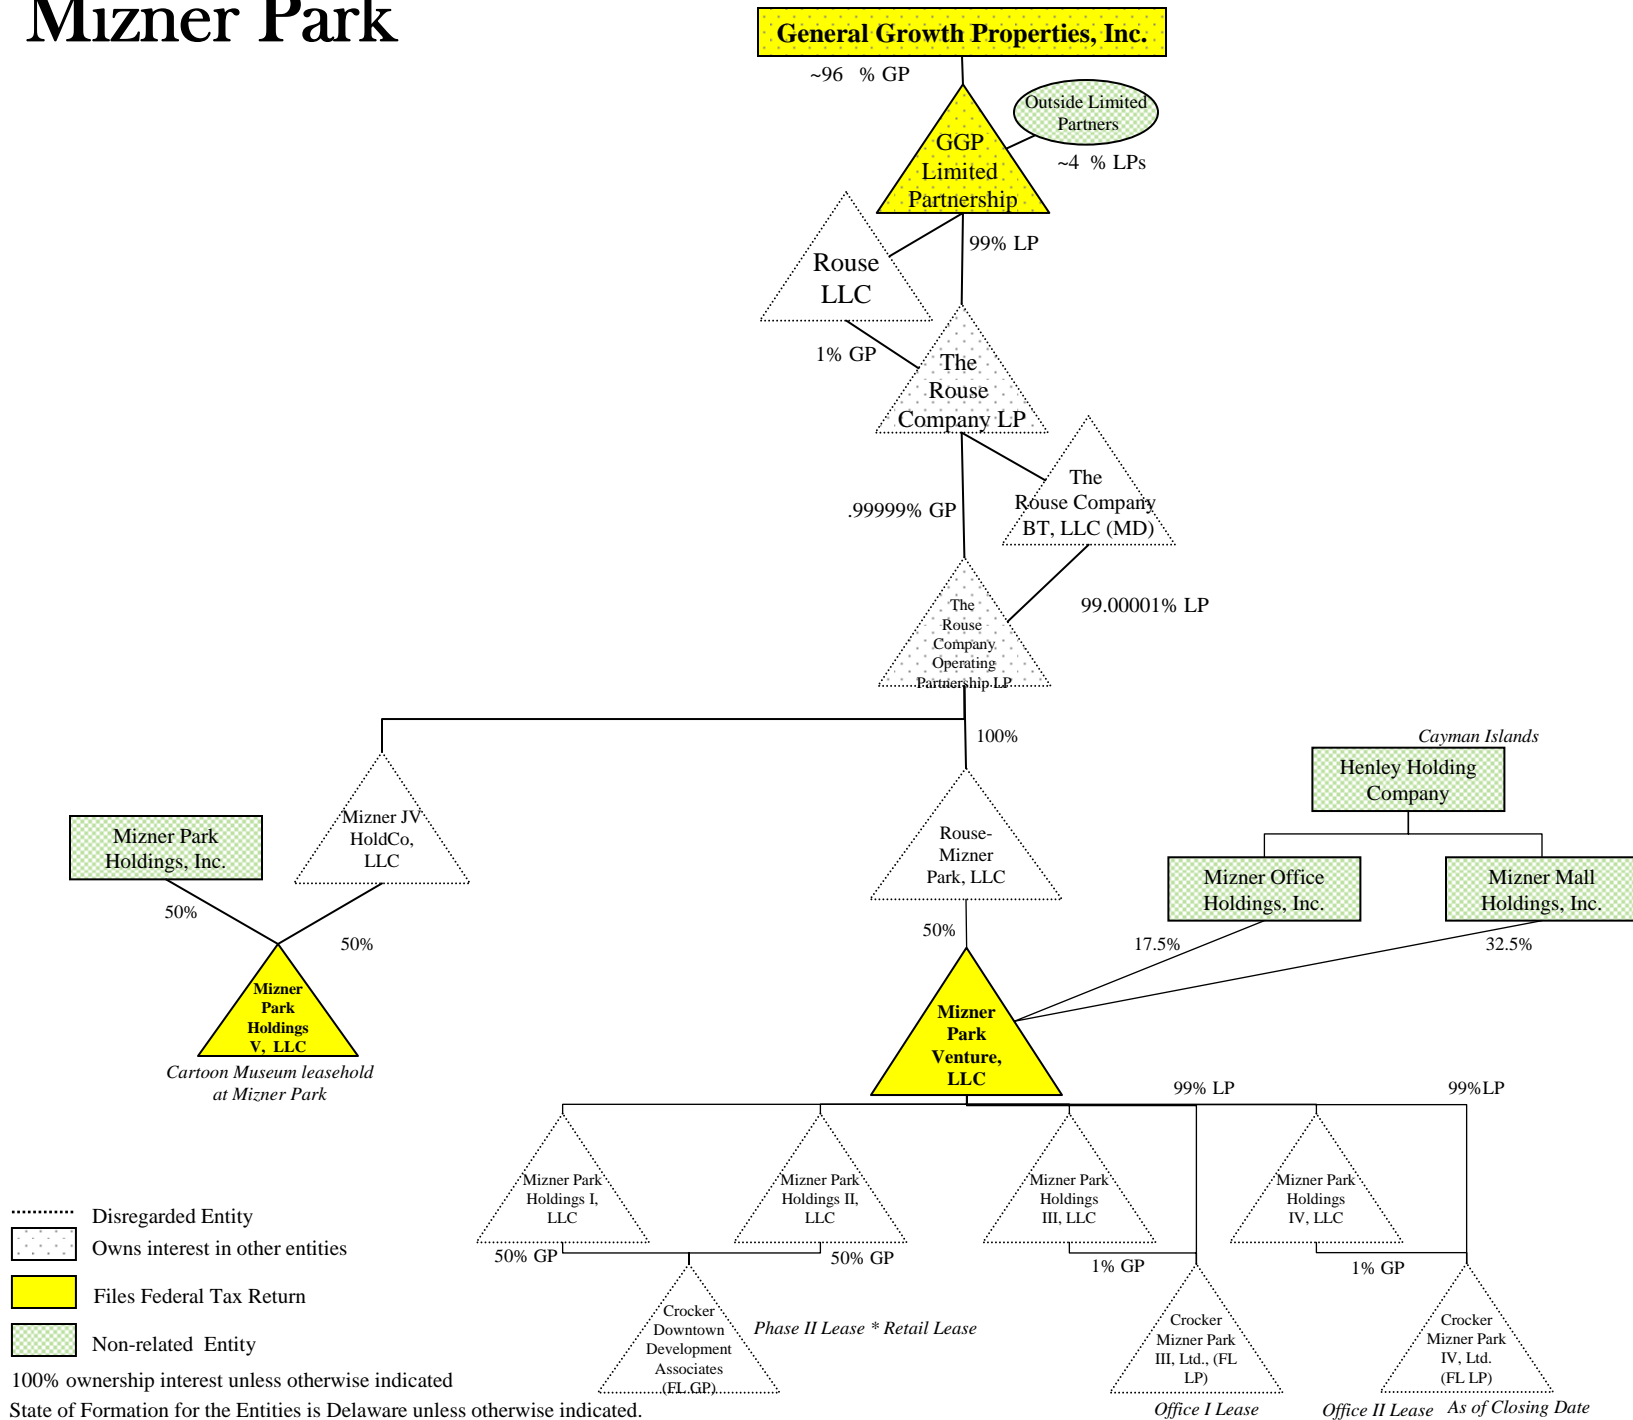 Mizner Park
General Growth Properties, Inc.
~96 % GP
Outside Limited
Partners
~4 % LPs
GGP
Limited
Partnership
99% LP
Rouse
LLC
1% GP
The
Rouse
Company LP
The
Rouse Company
BT, LLC (MD)
.99999% GP
99.00001% LP
The
Rouse
Company
Operating
Partnership LP
100%
Cayman Islands
Henley Holding
Company
Mizner Park
Holdings, Inc.
Mizner JV
HoldCo,
LLC
Rouse-
Mizner
Park, LLC
Mizner Office
Holdings, Inc.
Mizner Mall
Holdings, Inc.
50%
50%
50%
17.5%
32.5%
Mizner
Park
Holdings
V, LLC
Cartoon Museum leasehold
at Mizner Park
Mizner
Park
Venture,
LLC
99% LP
99%LP
Mizner Park
Holdings I,
LLC
Mizner Park
Holdings II,
LLC
Mizner Park
Holdings
III, LLC
Mizner Park
Holdings
IV, LLC
50% GP
50% GP
1% GP
1% GP
Crocker
Downtown
Development
Associates
(FL GP)
Phase II Lease * Retail Lease
Crocker
Mizner Park
III, Ltd., (FL
LP)
Office I Lease
Crocker
Mizner Park
IV, Ltd.
(FL LP)
Office II Lease
As of Closing Date
Disregarded Entity
Owns interest in other entities
Files Federal Tax Return
Non-related Entity
100% ownership interest unless otherwise indicated
State of Formation for the Entities is Delaware unless otherwise indicated.